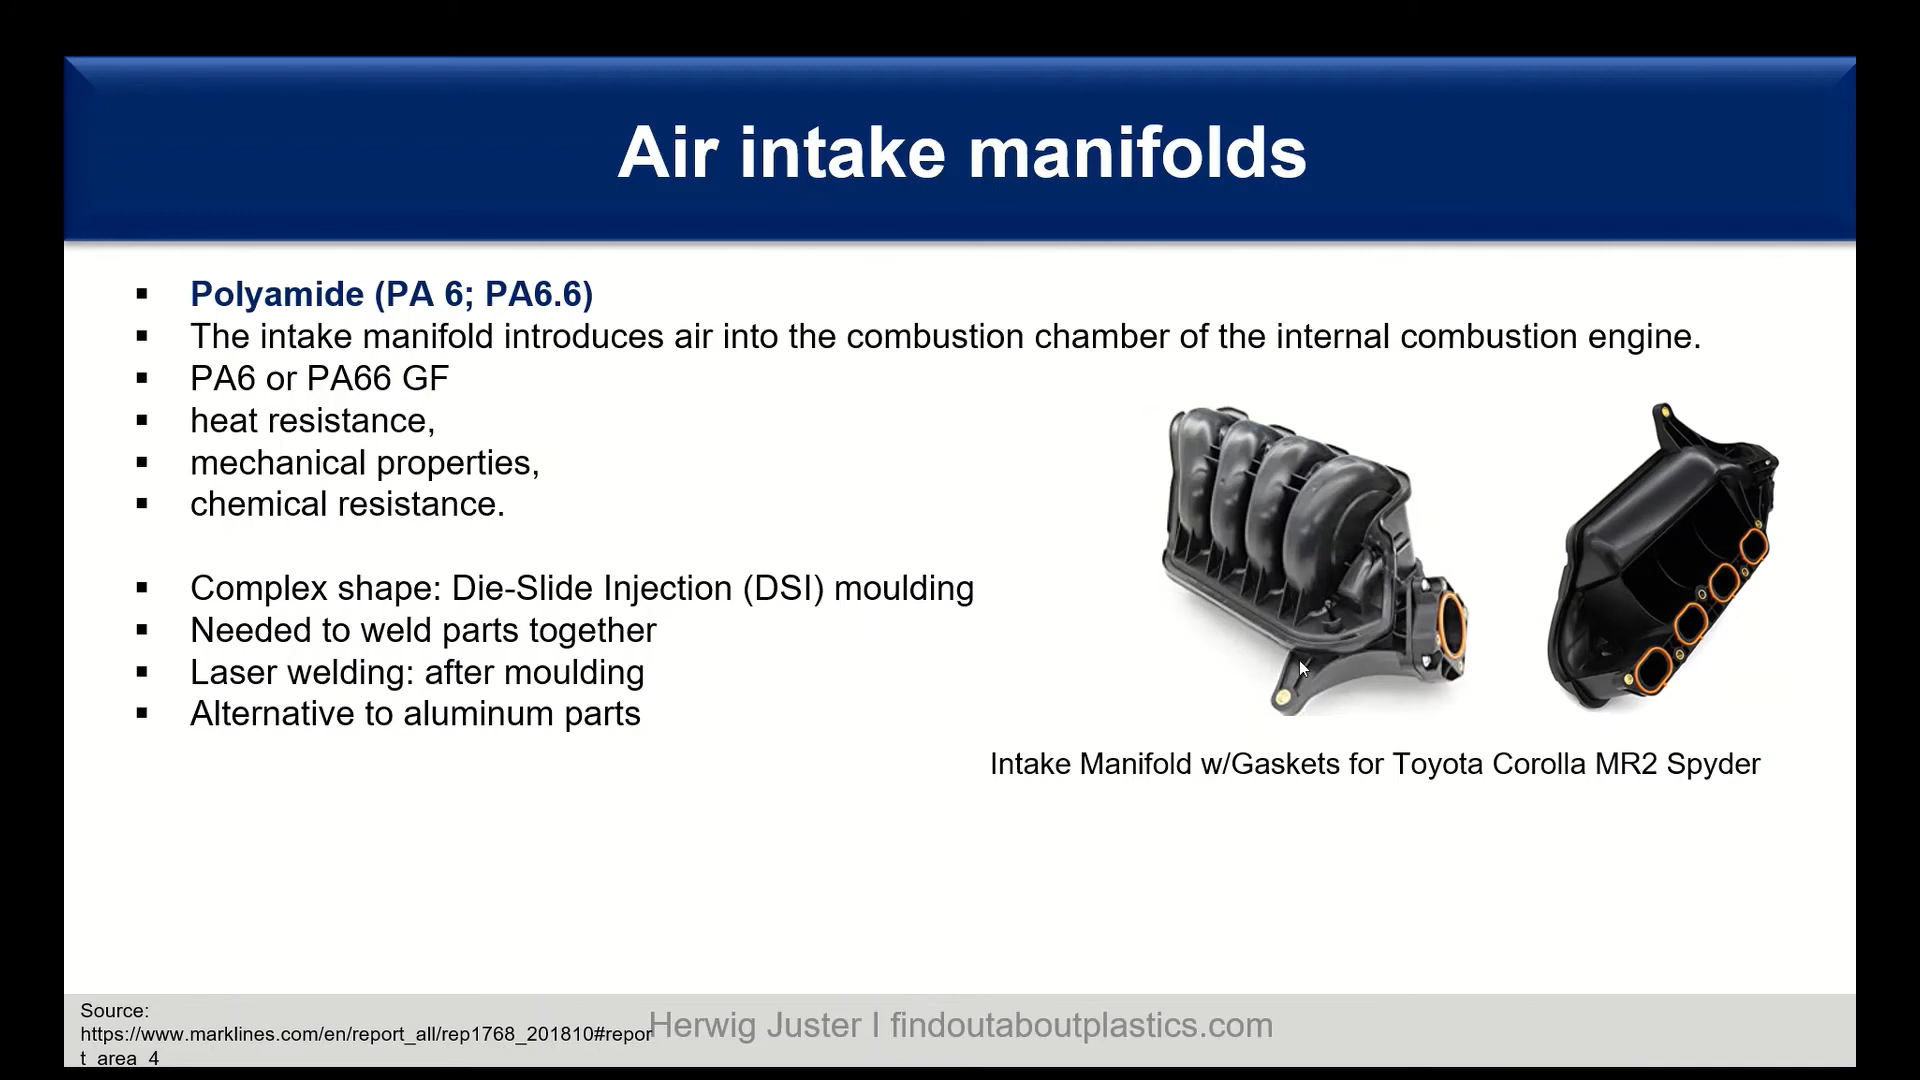 Air intake manifolds
Polyamide (PA 6; PA6.6)
The intake manifold introduces air into the combustion chamber of the internal combustion engine.
PA6 or PA66 GF
heat resistance,
mechanical properties,
chemical resistance.
Complex shape: Die-Slide Injection (DSI) moulding
Needed to weld parts together
Laser welding: after moulding
Alternative to aluminum parts
Intake Manifold w/Gaskets for Toyota Corolla MR2 Spyder
Source:
https://www.marklines.com/en/report_all/rep1768_201810#repor
t_area_4
Herwig Juster I findoutaboutplastics.com